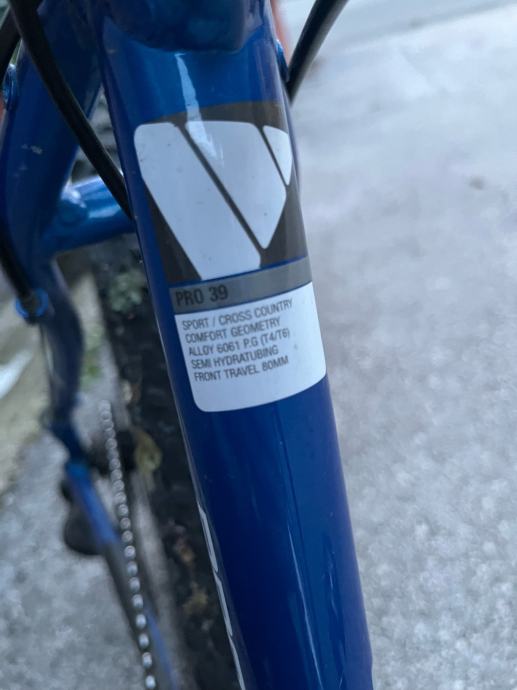 PRO 39
SPORT / CROSS COUNTRY
COMFORT GEOMETRY
ALLOY 6061 P.G (T4/T6)
SEMI HYDRATUBING
FRONT TRAVEL 80MM